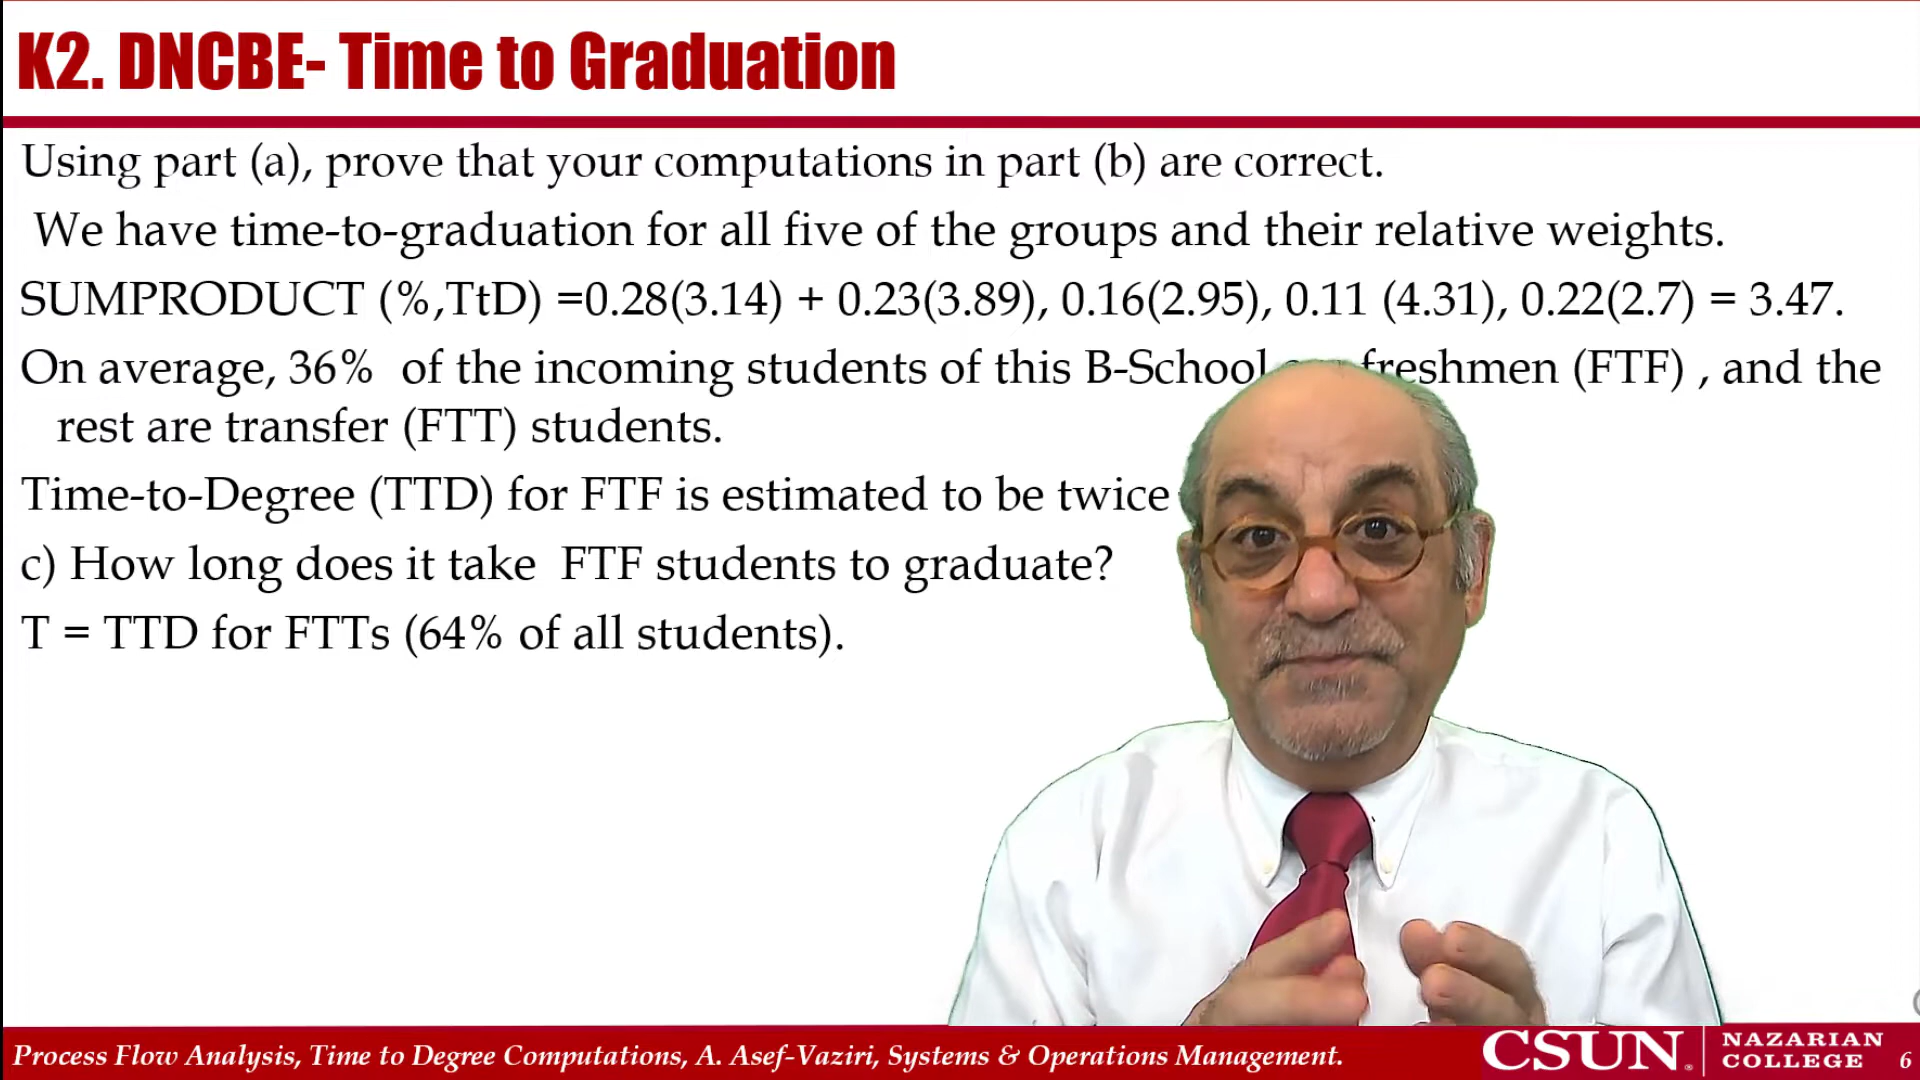 K2. DNCBE- Time to Graduation
Using part (a), prove that your computations in part (b) are correct.
We have time-to-graduation for all five of the groups and their relative weights.
SUMPRODUCT (%,TtD) =0.28(3.14) + 0.23(3.89), 0.16(2.95), 0.11 (4.31), 0.22(2.7) = 3.47.
On average, 36% of the incoming students of this B-School freshmen (FTF) , and the
rest are transfer (FTT) students.
Time-to-Degree (TTD) for FTF is estimated to be twice
c) How long does it take FTF students to graduate?
T = TTD for FTTs (64% of all students).
Process Flow Analysis, Time to Degree Computations, A. Asef-Vaziri, Systems & Operations Management.
CSUN
NAZARIAN
COLLEGE
6